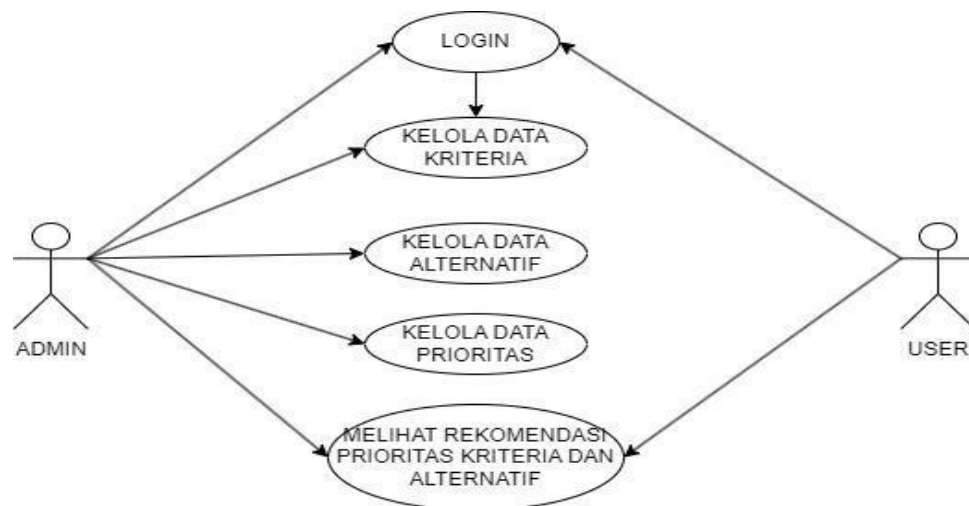 LOGIN
KELOLA DATA
KRITERIA
KELOLA DATA
ALTERNATIF
KELOLA DATA
PRIORITAS
ADMIN
USER
MELIHAT REKOMENDASI
PRIORITAS KRITERIA DAN
ALTERNATIF